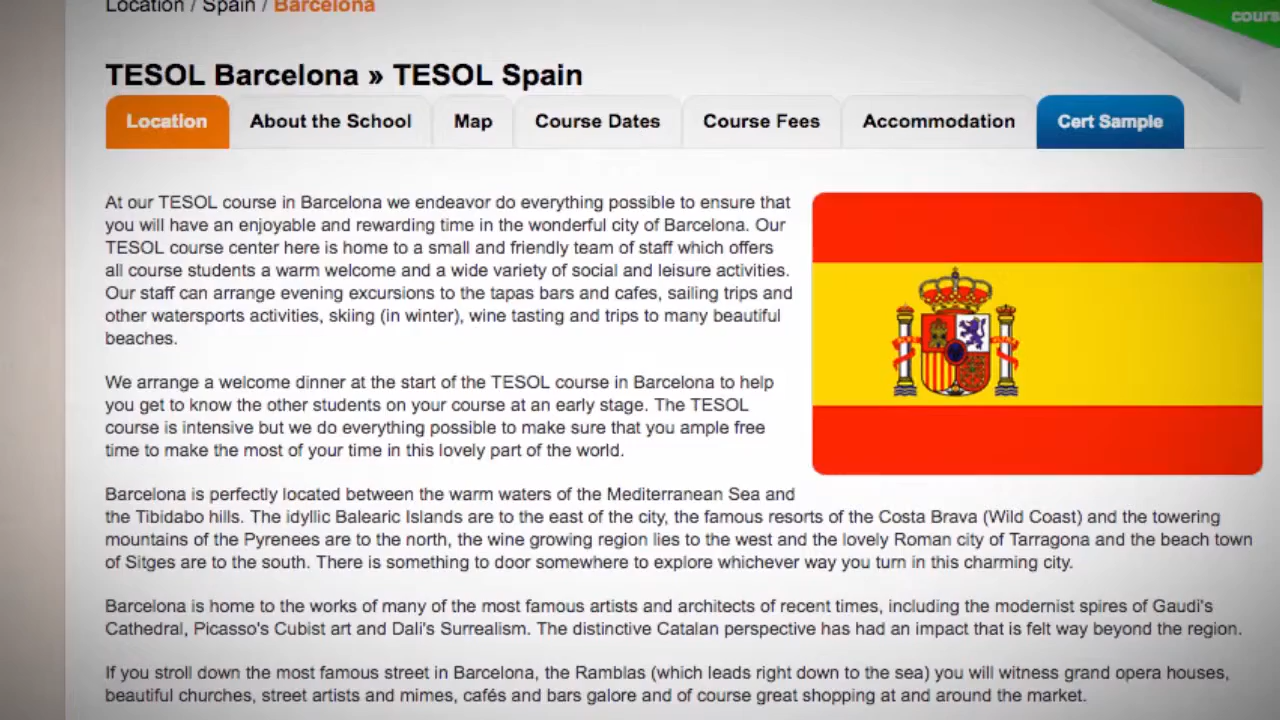 Location / Spain / Barcelona
cours
TESOL Barcelona » TESOL Spain
Location About the School Map Course Dates Course Fees Accommodation Cert Sample
At our TESOL course in Barcelona we endeavor do everything possible to ensure that
you will have an enjoyable and rewarding time in the wonderful city of Barcelona. Our
TESOL course center here is home to a small and friendly team of staff which offers
all course students a warm welcome and a wide variety of social and leisure activities.
Our staff can arrange evening excursions to the tapas bars and cafes, sailing trips and
other watersports activities, skiing (in winter), wine tasting and trips to many beautiful
beaches.
We arrange a welcome dinner at the start of the TESOL course in Barcelona to help
you get to know the other students on your course at an early stage. The TESOL
course is intensive but we do everything possible to make sure that you ample free
time to make the most of your time in this lovely part of the world.
Barcelona is perfectly located between the warm waters of the Mediterranean Sea and
the Tibidabo hills. The idyllic Balearic Islands are to the east of the city, the famous resorts of the Costa Brava (Wild Coast) and the towering
mountains of the Pyrenees are to the north, the wine growing region lies to the west and the lovely Roman city of Tarragona and the beach town
of Sitges are to the south. There is something to door somewhere to explore whichever way you turn in this charming city.
Barcelona is home to the works of many of the most famous artists and architects of recent times, including the modernist spires of Gaudi's
Cathedral, Picasso's Cubist art and Dali's Surrealism. The distinctive Catalan perspective has had an impact that is felt way beyond the region.
If you stroll down the most famous street in Barcelona, the Ramblas (which leads right down to the sea) you will witness grand opera houses,
beautiful churches, street artists and mimes, cafés and bars galore and of course great shopping at and around the market.